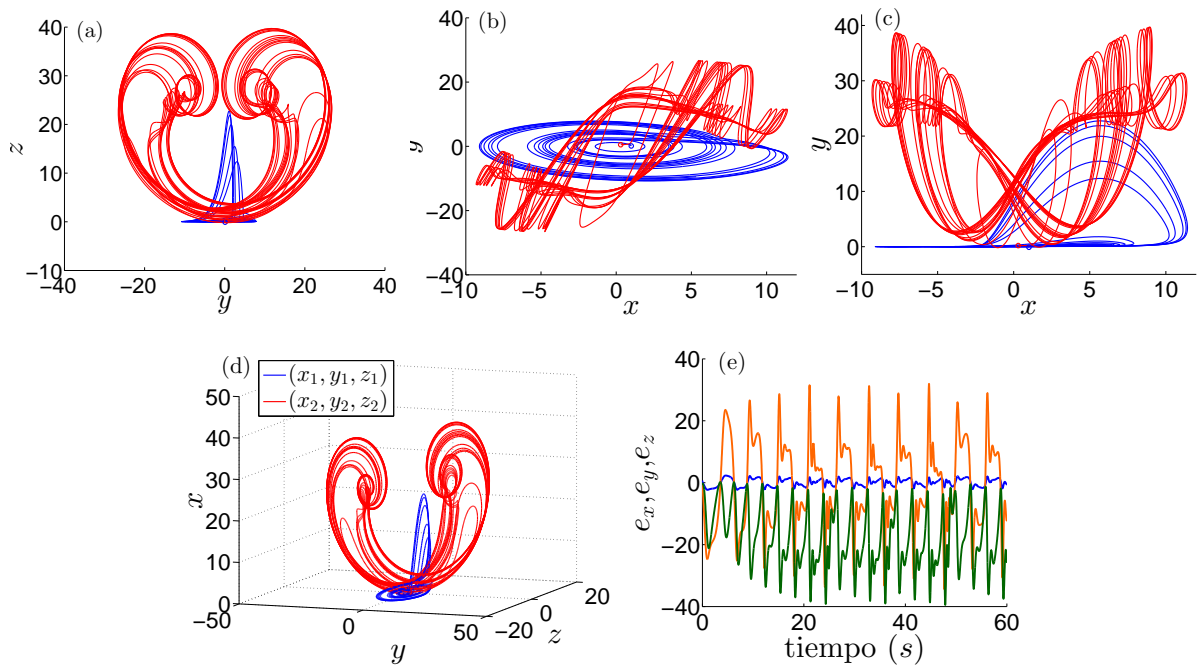 (a)
40
30
20
10
0
−10
z
−40 −20 0 20 40
y
(b)
40
20
0
−20
−40
y
−10 −5 0 5 10
x
(c)
40
30
20
10
0
y
−10 −5 0 5 10
x
(d)
(x₁, y₁, z₁)
(x₂, y₂, z₂)
50
40
30
20
10
0
x
−50 0 50
y
−20 0 20
z
(e)
40
20
0
−20
−40
eₓ,e_y,e_z
0 20 40 60
tiempo (s)